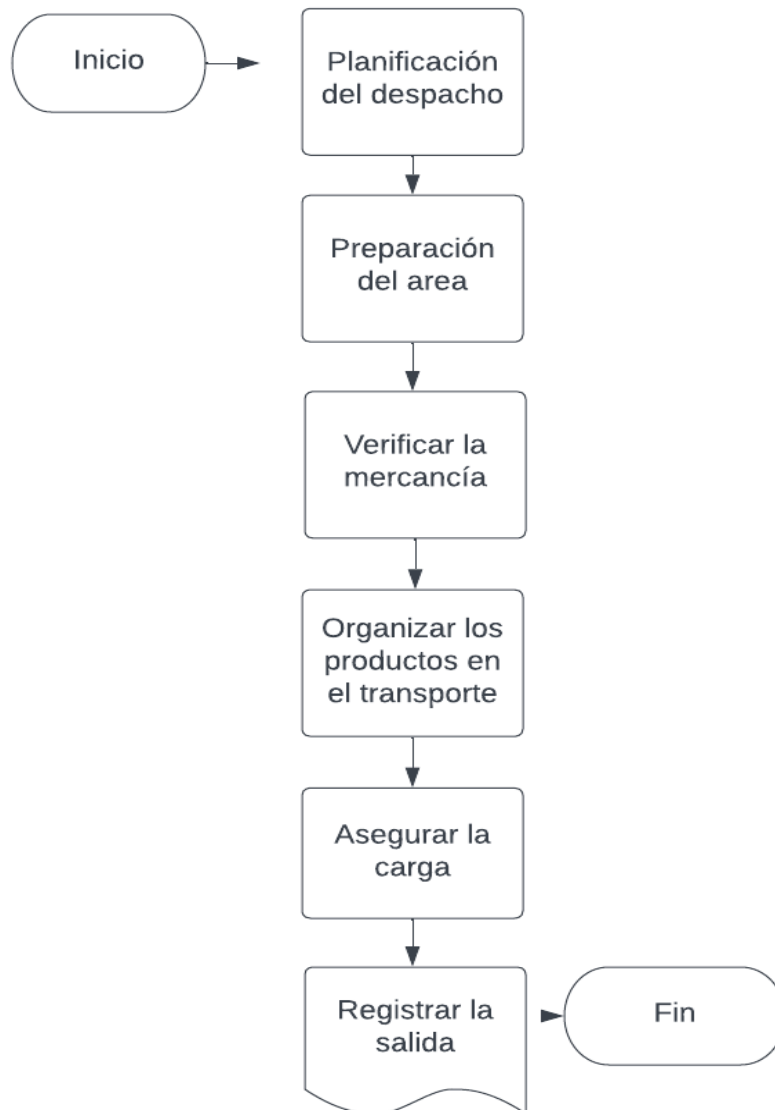 Inicio
Planificación
del despacho
Preparación
del area
Verificar la
mercancía
Organizar los
productos en
el transporte
Asegurar la
carga
Registrar la
salida
Fin